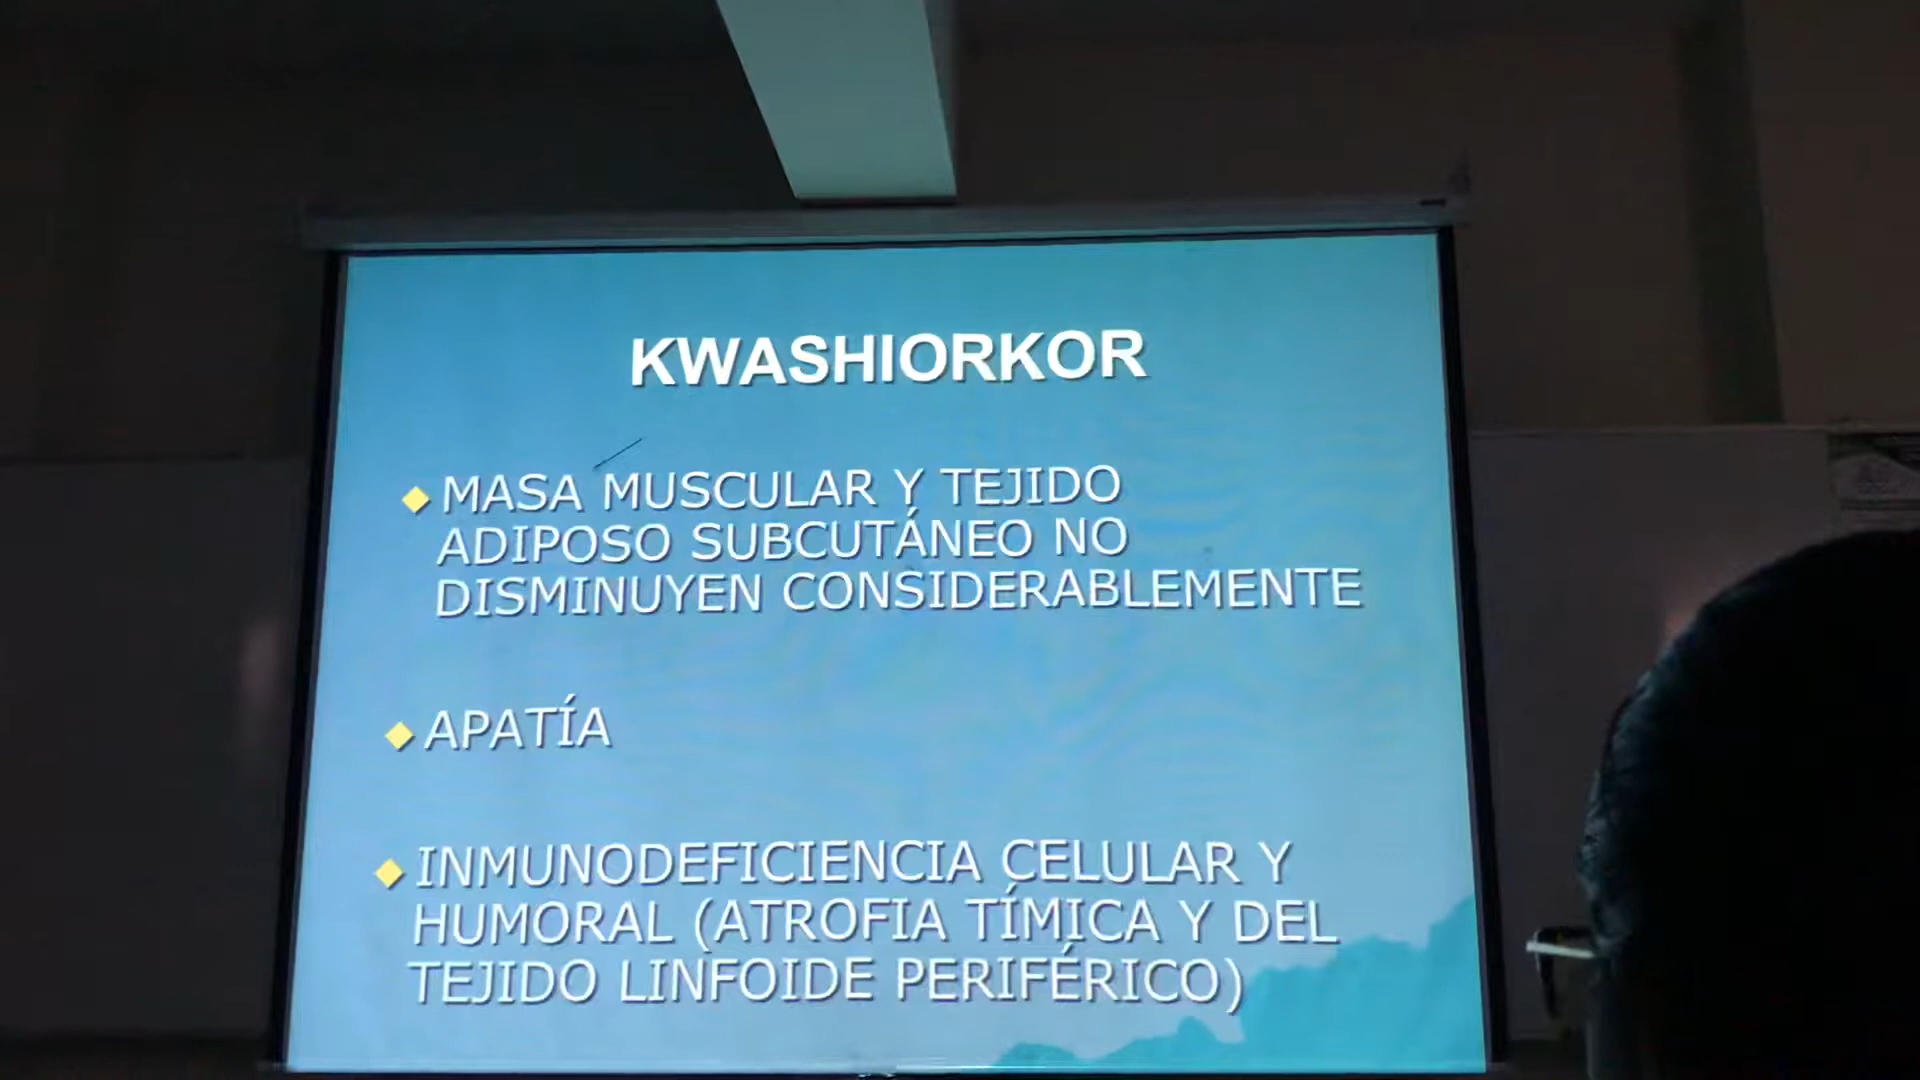 KWASHIORKOR
MASA MUSCULAR Y TEJIDO
ADIPOSO SUBCUTÁNEO NO
DISMINUYEN CONSIDERABLEMENTE
APATÍA
INMUNODEFICIENCIA CELULAR Y
HUMORAL (ATROFIA TÍMICA Y DEL
TEJIDO LINFOIDE PERIFÉRICO)